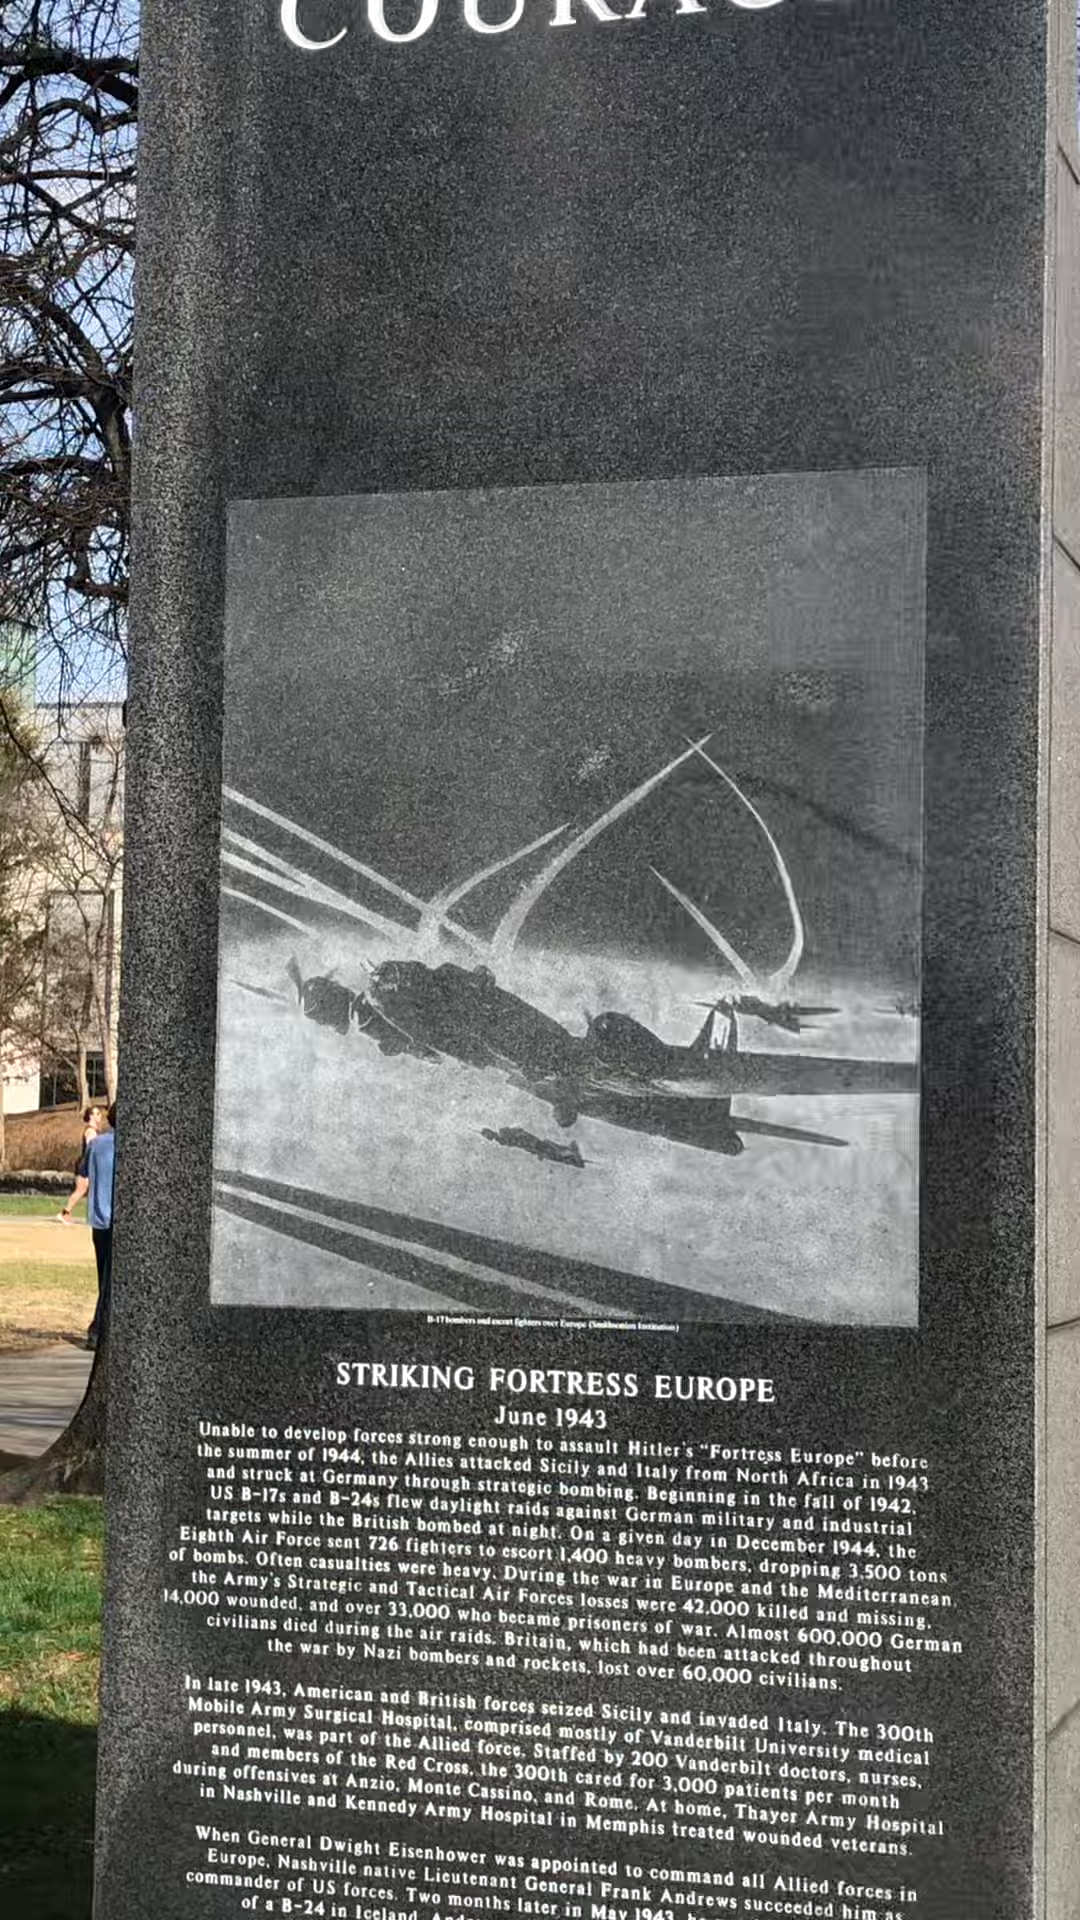 COURAG
B-17 bombers and escort fighters over Europe (Smithsonian Institution)
STRIKING FORTRESS EUROPE
June 1943
Unable to develop forces strong enough to assault Hitler's "Fortress Europe" before
the summer of 1944, the Allies attacked Sicily and Italy from North Africa in 1943
and struck at Germany through strategic bombing. Beginning in the fall of 1942,
US B-17s and B-24s flew daylight raids against German military and industrial
targets while the British bombed at night. On a given day in December 1944, the
Eighth Air Force sent 726 fighters to escort 1,400 heavy bombers, dropping 3,500 tons
of bombs. Often casualties were heavy. During the war in Europe and the Mediterranean,
the Army's Strategic and Tactical Air Forces losses were 42,000 killed and missing,
14,000 wounded, and over 33,000 who became prisoners of war. Almost 600,000 German
civilians died during the air raids. Britain, which had been attacked throughout
the war by Nazi bombers and rockets, lost over 60,000 civilians.
In late 1943, American and British forces seized Sicily and invaded Italy. The 300th
Mobile Army Surgical Hospital, comprised mostly of Vanderbilt University medical
personnel, was part of the Allied force. Staffed by 200 Vanderbilt doctors, nurses,
and members of the Red Cross, the 300th cared for 3,000 patients per month
during offensives at Anzio, Monte Cassino, and Rome. At home, Thayer Army Hospital
in Nashville and Kennedy Army Hospital in Memphis treated wounded veterans.
When General Dwight Eisenhower was appointed to command all Allied forces in
Europe, Nashville native Lieutenant General Frank Andrews succeeded him as
commander of US forces. Two months later in May 1943,
of a B-24 in Iceland,